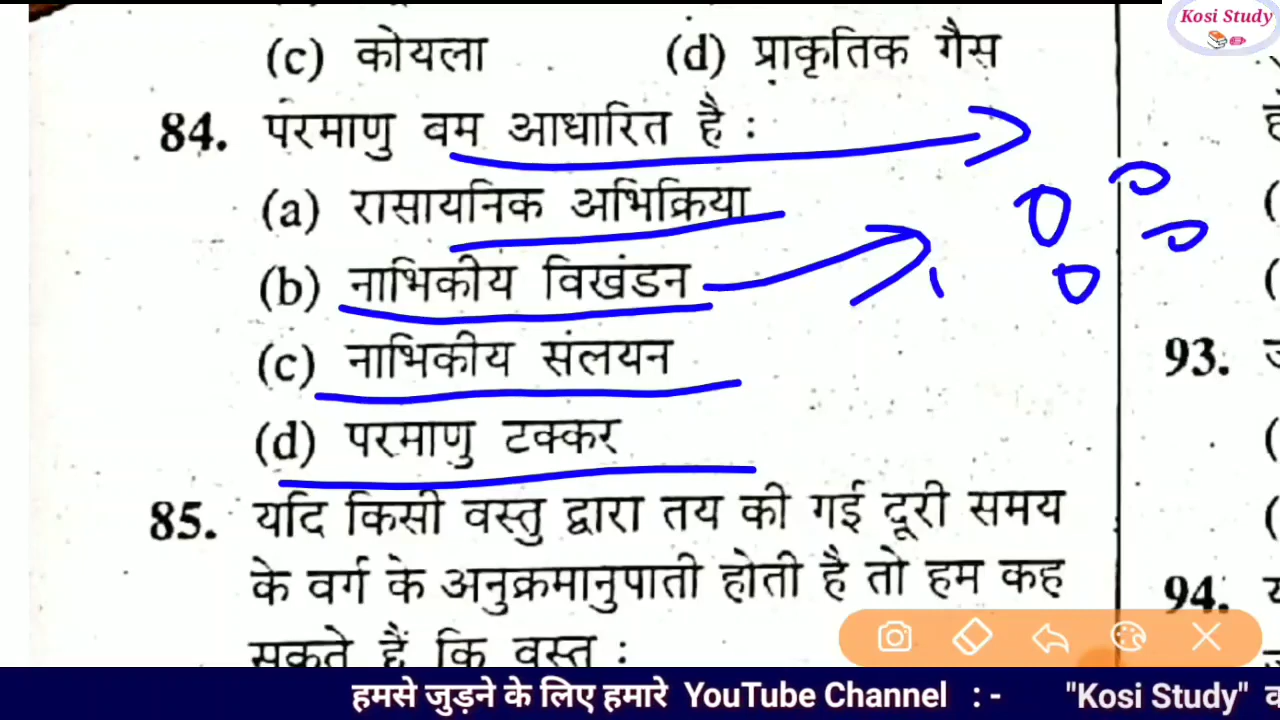 Kosi Study
(c) कोयला (d) प्राकृतिक गैस
84. परमाणु वम आधारित है :
(a) रासायनिक अभिक्रिया
(b) नाभिकीय विखंडन
(c) नाभिकीय संलयन
(d) परमाणु टक्कर
85. यदि किसी वस्तु द्वारा तय की गई दूरी समय
के वर्ग के अनुक्रमानुपाती होती है तो हम कह
सकते हैं कि वस्तु :
93.
94.
हमसे जुड़ने के लिए हमारे YouTube Channel : - "Kosi Study"